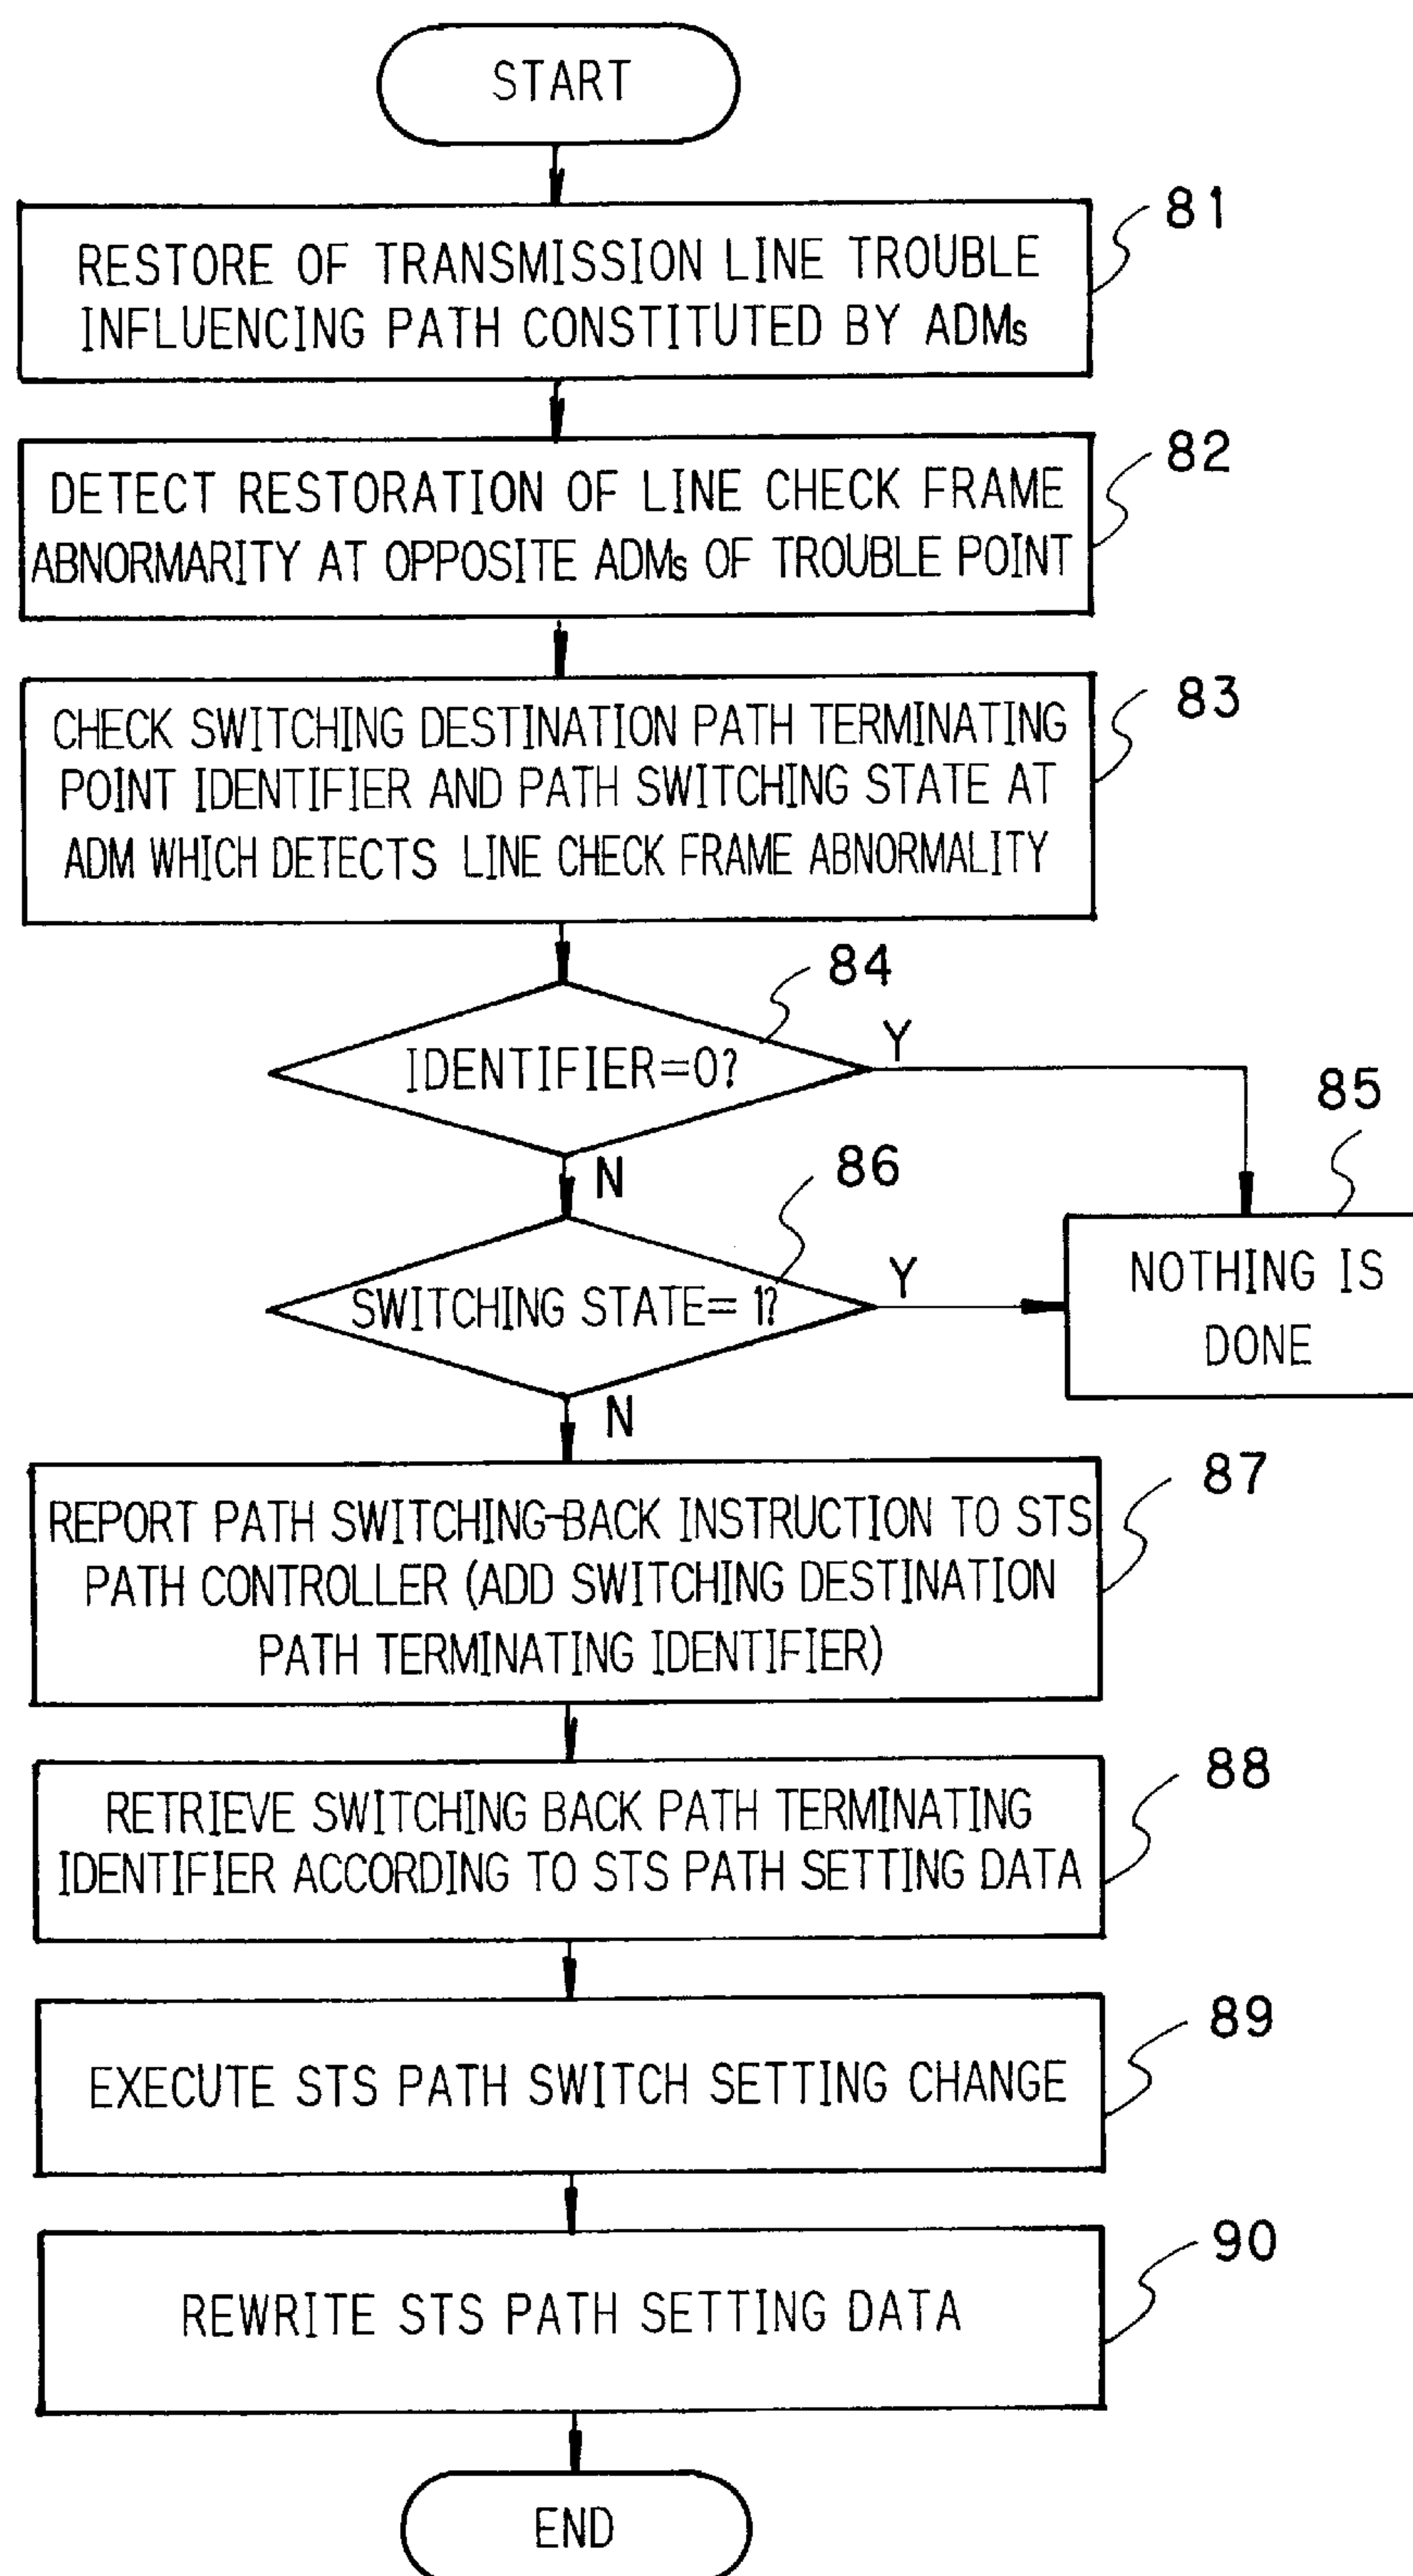 START
81
RESTORE OF TRANSMISSION LINE TROUBLE
INFLUENCING PATH CONSTITUTED BY ADMs
82
DETECT RESTORATION OF LINE CHECK FRAME
ABNORMARITY AT OPPOSITE ADMs OF TROUBLE POINT
83
CHECK SWITCHING DESTINATION PATH TERMINATING
POINT IDENTIFIER AND PATH SWITCHING STATE AT
ADM WHICH DETECTS LINE CHECK FRAME ABNORMALITY
84
IDENTIFIER=0?
Y
N
85
NOTHING IS
DONE
86
SWITCHING STATE= 1?
Y
N
87
REPORT PATH SWITCHING-BACK INSTRUCTION TO STS
PATH CONTROLLER (ADD SWITCHING DESTINATION
PATH TERMINATING IDENTIFIER)
88
RETRIEVE SWITCHING BACK PATH TERMINATING
IDENTIFIER ACCORDING TO STS PATH SETTING DATA
89
EXECUTE STS PATH SWITCH SETTING CHANGE
90
REWRITE STS PATH SETTING DATA
END